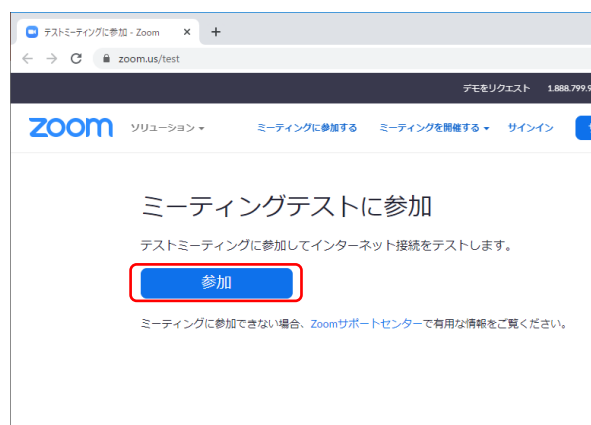 テストミーティングに参加 - Zoom
zoom.us/test
デモをリクエスト 1.888.799.9
zoom ソリューション ミーティングに参加する ミーティングを開催する サインイン
ミーティングテストに参加
テストミーティングに参加してインターネット接続をテストします。
参加
ミーティングに参加できない場合、Zoomサポートセンターで有用な情報をご覧ください。